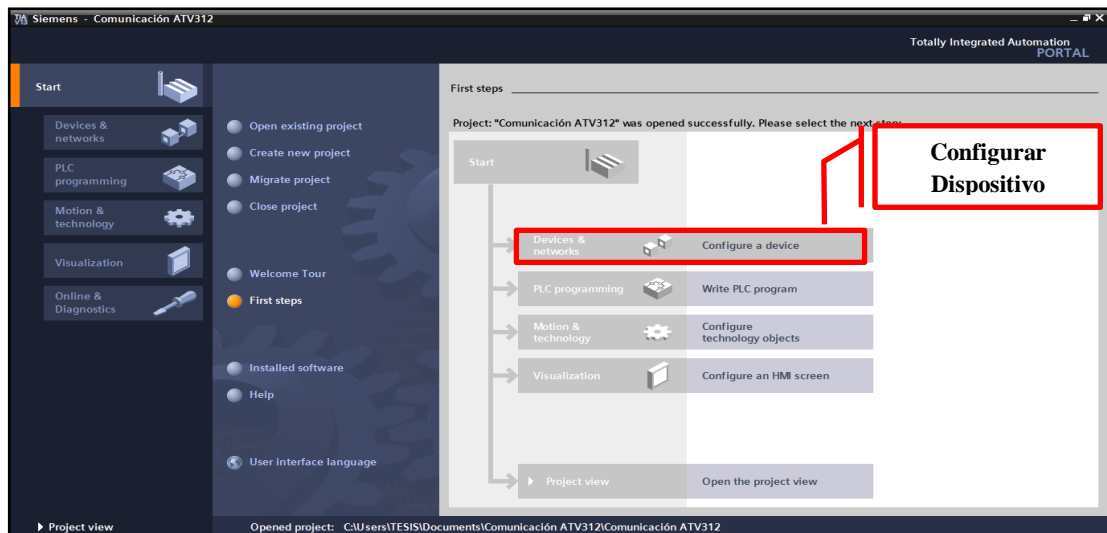 Siemens - Comunicación ATV312
Totally Integrated Automation
PORTAL
Start
Devices &
networks
PLC
programming
Motion &
technology
Visualization
Online &
Diagnostics
Open existing project
Create new project
Migrate project
Close project
Welcome Tour
First steps
Installed software
Help
User interface language
First steps
Project: "Comunicación ATV312" was opened successfully. Please select the next step:
Start
Devices &
networks
Configure a device
PLC programming
Write PLC program
Motion &
technology
Configure
technology objects
Visualization
Configure an HMI screen
Project view
Open the project view
Configurar
Dispositivo
Project view
Opened project: C:\Users\TESIS\Documents\Comunicación ATV312\Comunicación ATV312